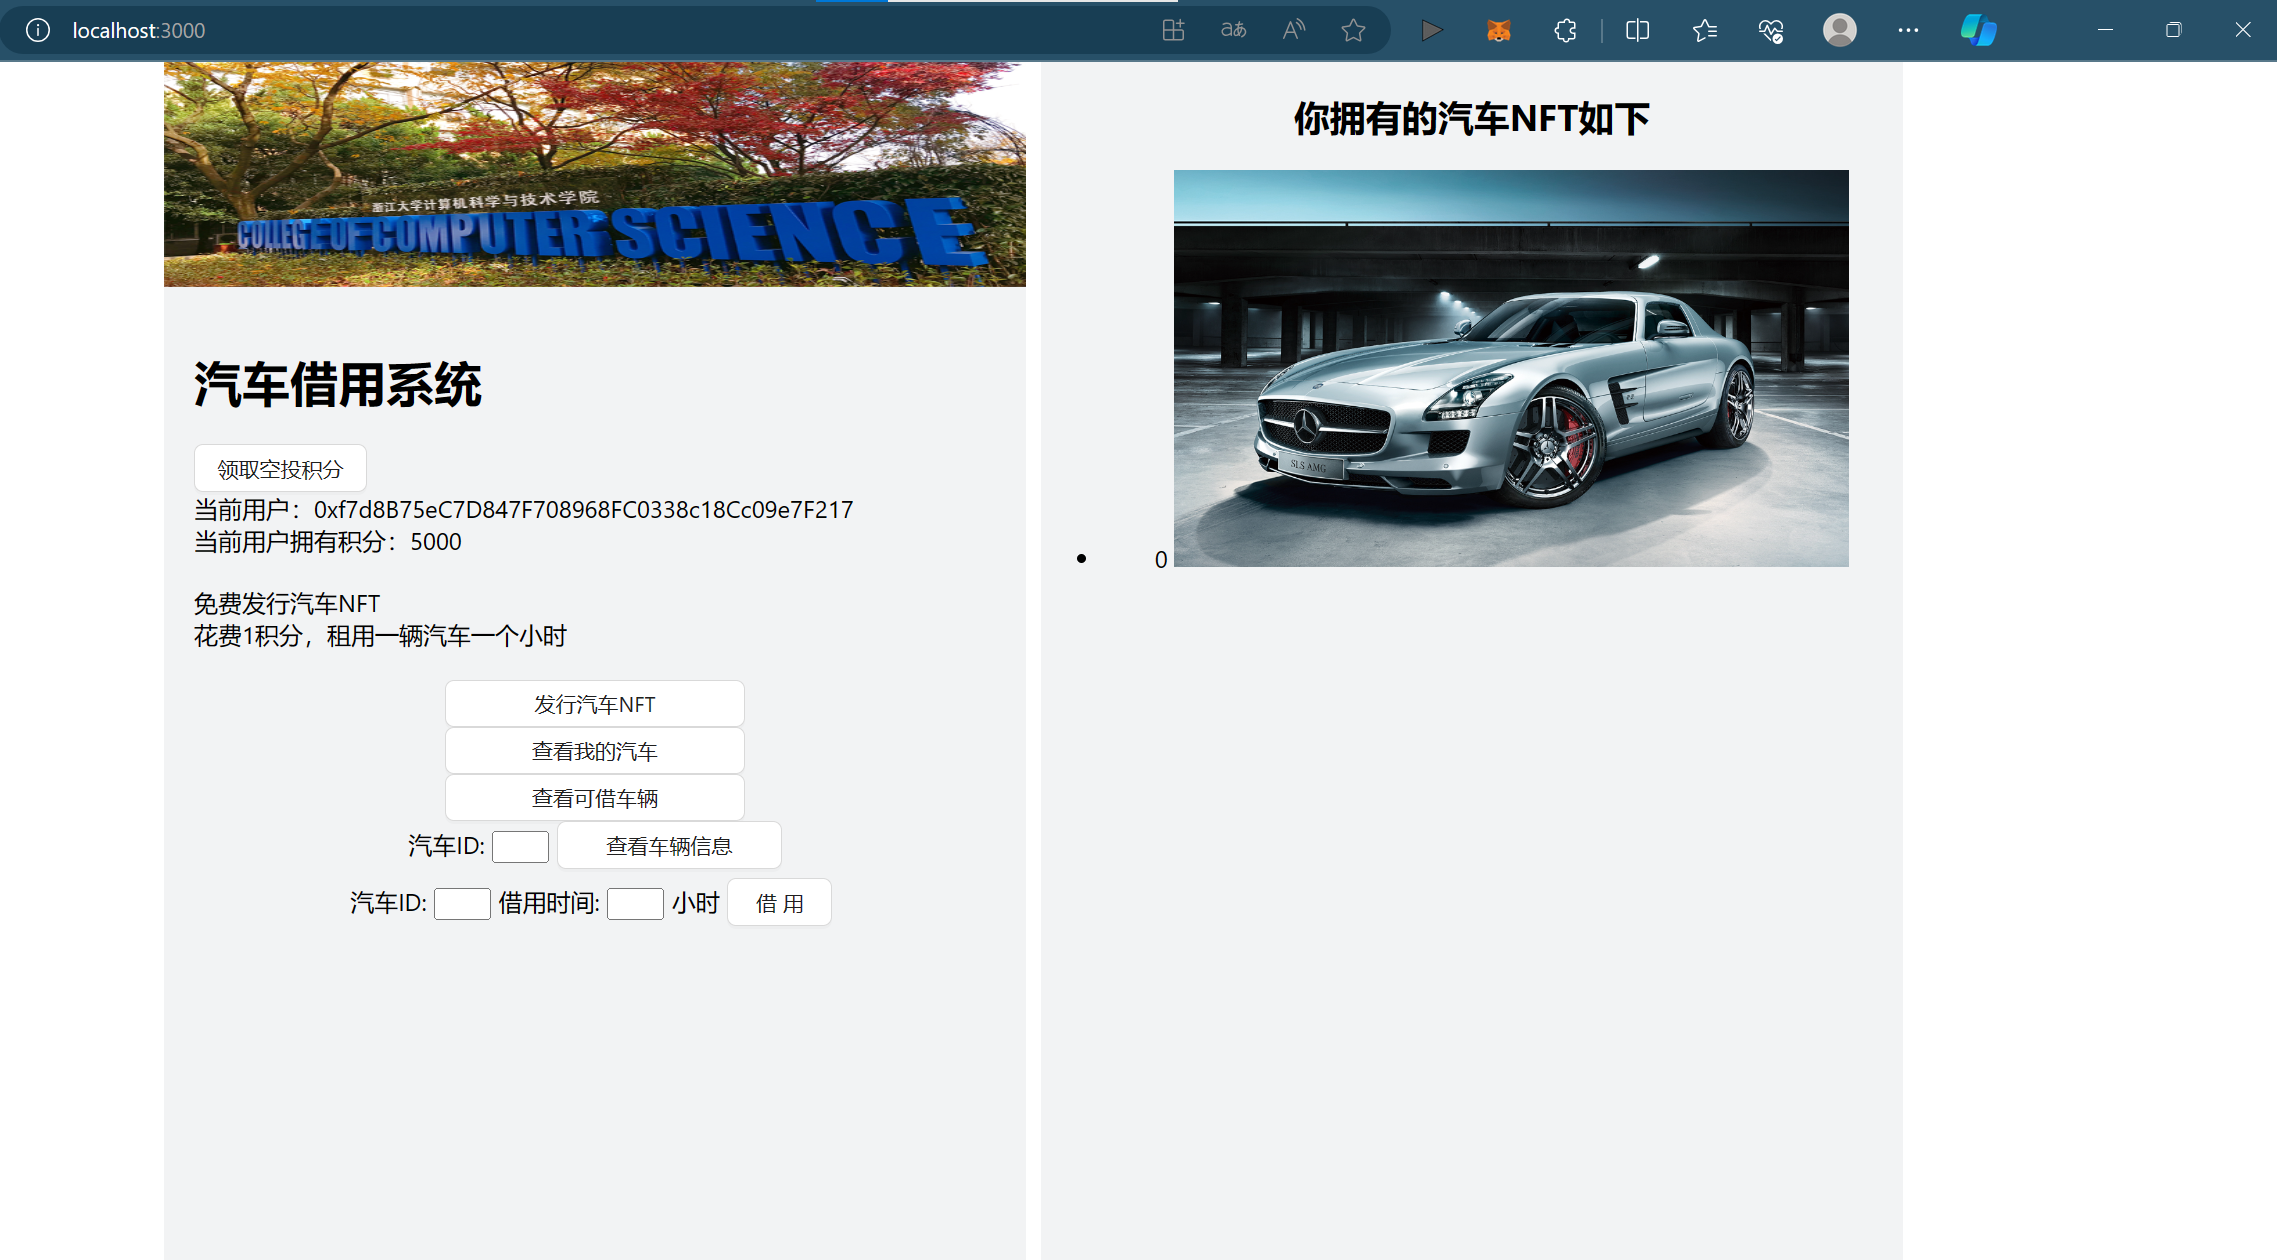 localhost:3000
浙江大学计算机科学与技术学院
COLLEGE OF COMPUTER SCIENCE
汽车借用系统
领取空投积分
当前用户：0xf7d8B75eC7D847F708968FC0338c18Cc09e7F217
当前用户拥有积分：5000
免费发行汽车NFT
花费1积分，租用一辆汽车一个小时
发行汽车NFT
查看我的汽车
查看可借车辆
汽车ID: 查看车辆信息
汽车ID: 借用时间: 小时 借 用
你拥有的汽车NFT如下
SLS AMG
0